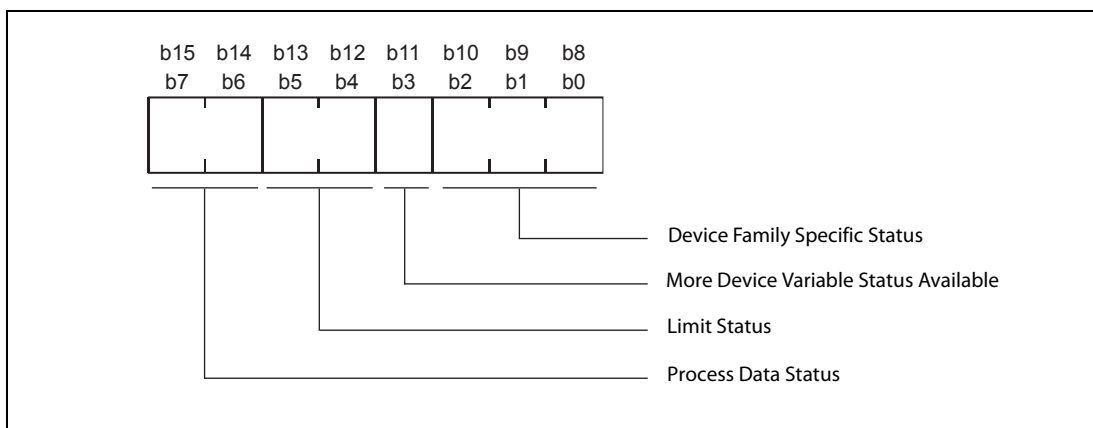 b15 b14 b13 b12 b11 b10 b9 b8
b7 b6 b5 b4 b3 b2 b1 b0
Device Family Specific Status
More Device Variable Status Available
Limit Status
Process Data Status